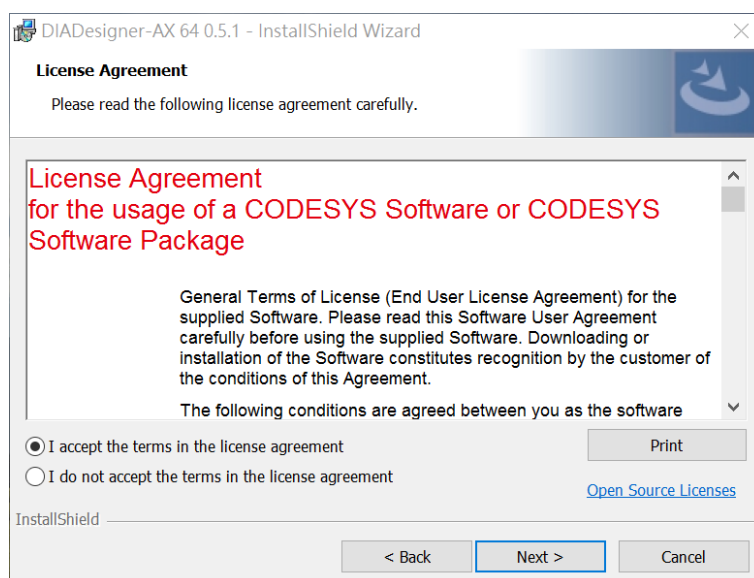 DIADesigner-AX 64 0.5.1 - InstallShield Wizard
License Agreement
Please read the following license agreement carefully.
License Agreement
for the usage of a CODESYS Software or CODESYS
Software Package
General Terms of License (End User License Agreement) for the
supplied Software. Please read this Software User Agreement
carefully before using the supplied Software. Downloading or
installation of the Software constitutes recognition by the customer of
the conditions of this Agreement.
The following conditions are agreed between you as the software
I accept the terms in the license agreement
Print
I do not accept the terms in the license agreement
Open Source Licenses
InstallShield
< Back
Next >
Cancel